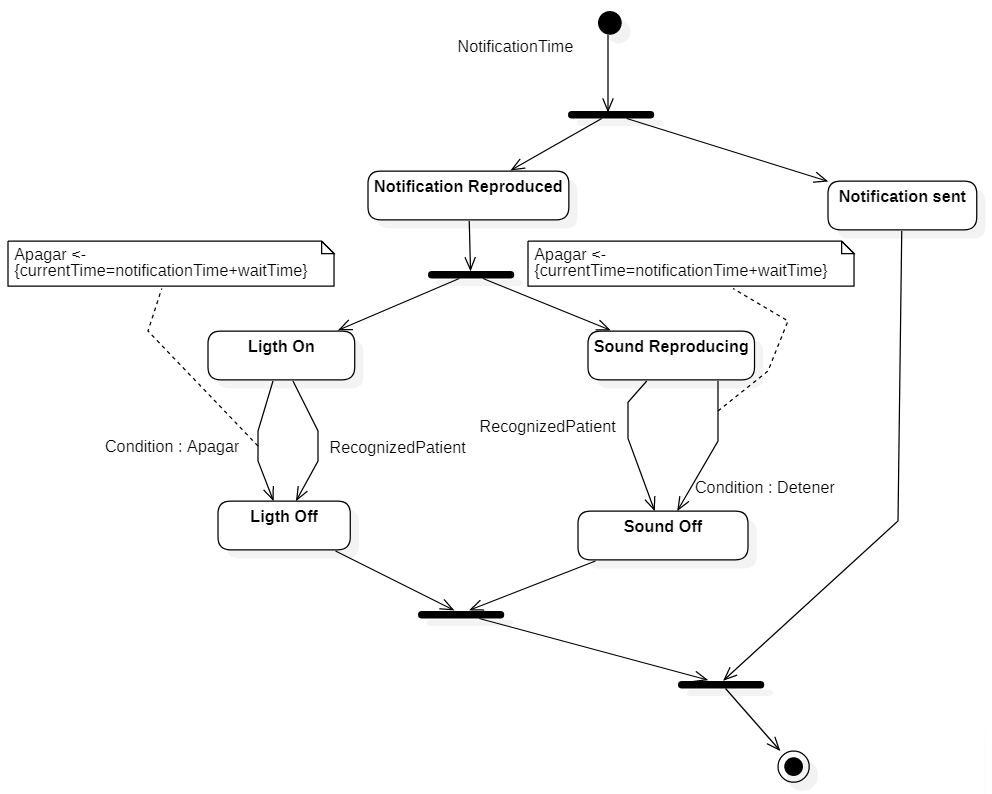 NotificationTime
Notification Reproduced
Notification sent
Apagar <-
{currentTime=notificationTime+waitTime}
Apagar <-
{currentTime=notificationTime+waitTime}
Ligth On
Sound Reproducing
Condition : Apagar
RecognizedPatient
RecognizedPatient
Condition : Detener
Ligth Off
Sound Off